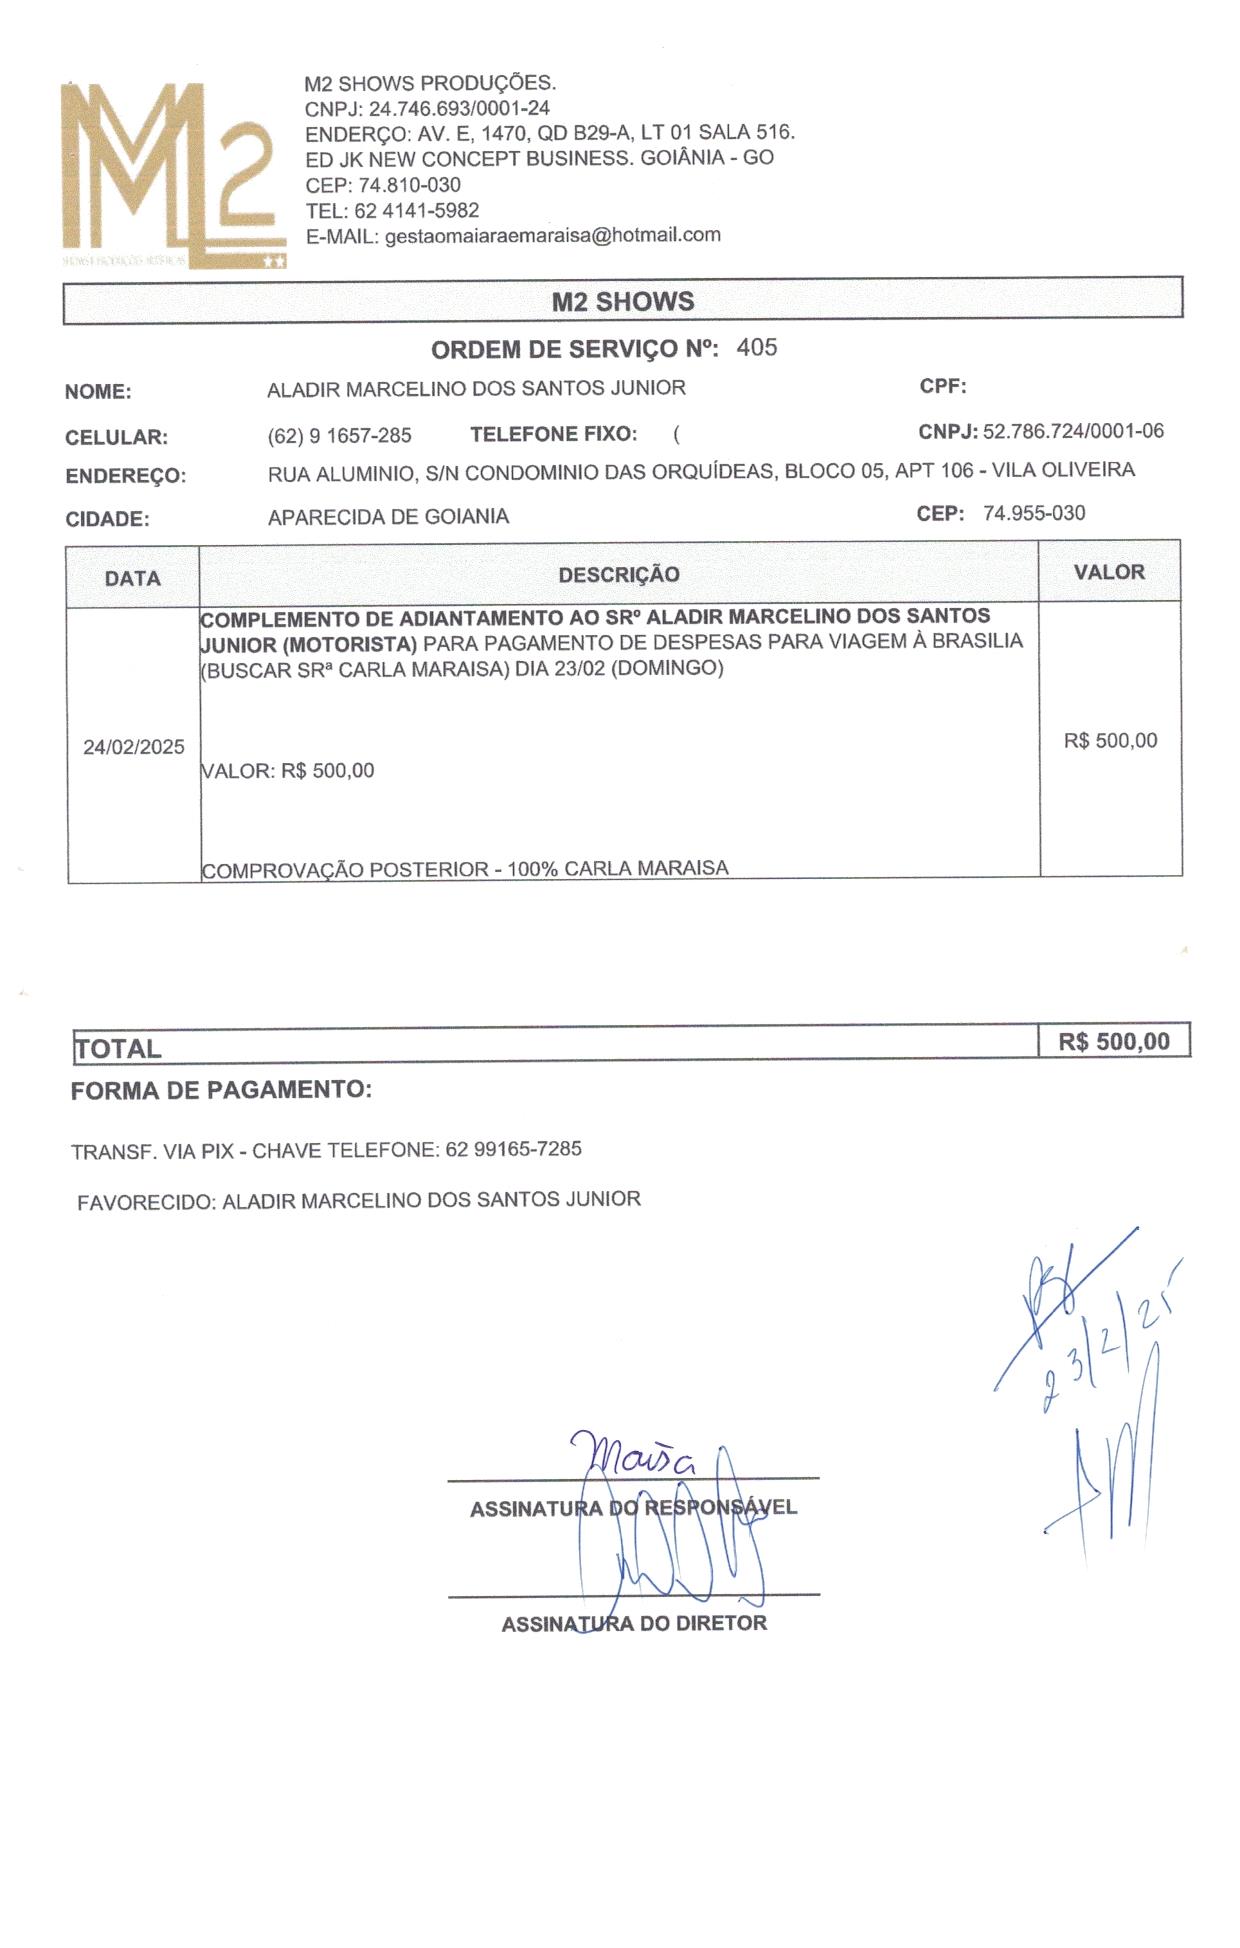 M2
SHOWS E PRODUÇÕES ARTÍSTICAS
M2 SHOWS PRODUÇÕES.
CNPJ: 24.746.693/0001-24
ENDERÇO: AV. E, 1470, QD B29-A, LT 01 SALA 516.
ED JK NEW CONCEPT BUSINESS. GOIÂNIA - GO
CEP: 74.810-030
TEL: 62 4141-5982
E-MAIL: gestaomaiaraemaraisa@hotmail.com
M2 SHOWS
ORDEM DE SERVIÇO Nº: 405
NOME: ALADIR MARCELINO DOS SANTOS JUNIOR CPF:
CELULAR: (62) 9 1657-285 TELEFONE FIXO: ( CNPJ: 52.786.724/0001-06
ENDEREÇO: RUA ALUMINIO, S/N CONDOMINIO DAS ORQUÍDEAS, BLOCO 05, APT 106 - VILA OLIVEIRA
CIDADE: APARECIDA DE GOIANIA CEP: 74.955-030
DATA DESCRIÇÃO VALOR
COMPLEMENTO DE ADIANTAMENTO AO SRº ALADIR MARCELINO DOS SANTOS
JUNIOR (MOTORISTA) PARA PAGAMENTO DE DESPESAS PARA VIAGEM À BRASILIA
(BUSCAR SRª CARLA MARAISA) DIA 23/02 (DOMINGO)
24/02/2025 R$ 500,00
VALOR: R$ 500,00
COMPROVAÇÃO POSTERIOR - 100% CARLA MARAISA
TOTAL R$ 500,00
FORMA DE PAGAMENTO:
TRANSF. VIA PIX - CHAVE TELEFONE: 62 99165-7285
FAVORECIDO: ALADIR MARCELINO DOS SANTOS JUNIOR
23/2/25
Maisa
ASSINATURA DO RESPONSÁVEL
ASSINATURA DO DIRETOR